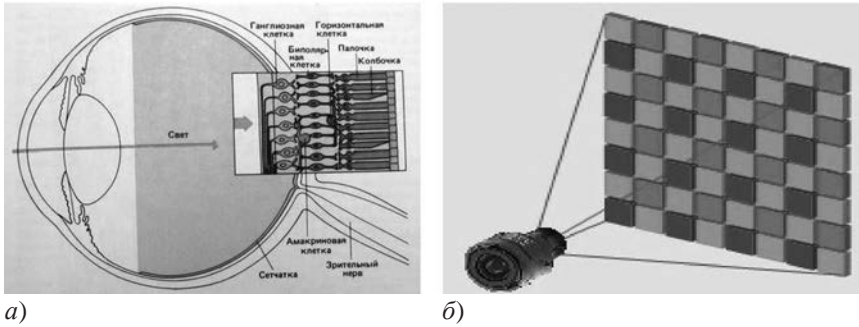 Ганглиозная
клетка
Горизонтальная
клетка
Биполяр-
ная
клетка
Палочка
Колбочка
Свет
Амакриновая
клетка
Зрительный
нерв
Сетчатка
а)
б)